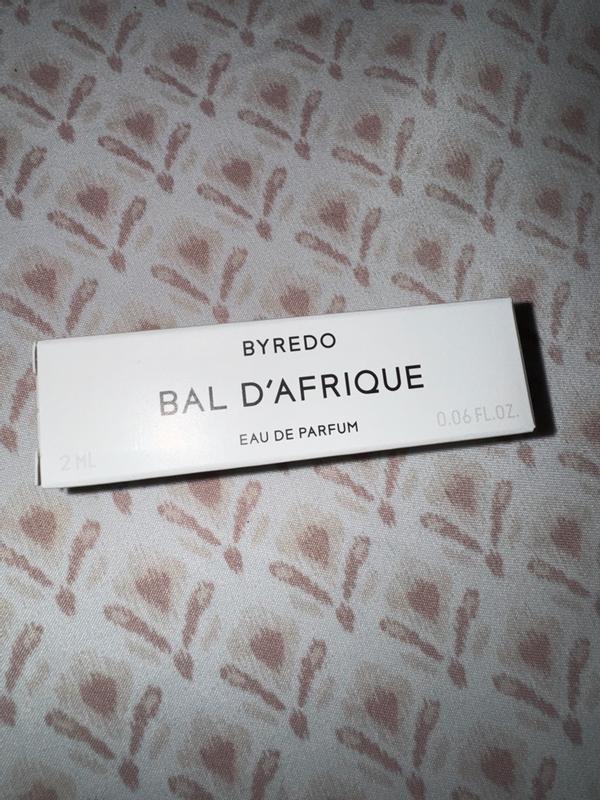 BYREDO
BAL D'AFRIQUE
EAU DE PARFUM
2 ML
0.06 FL.OZ.